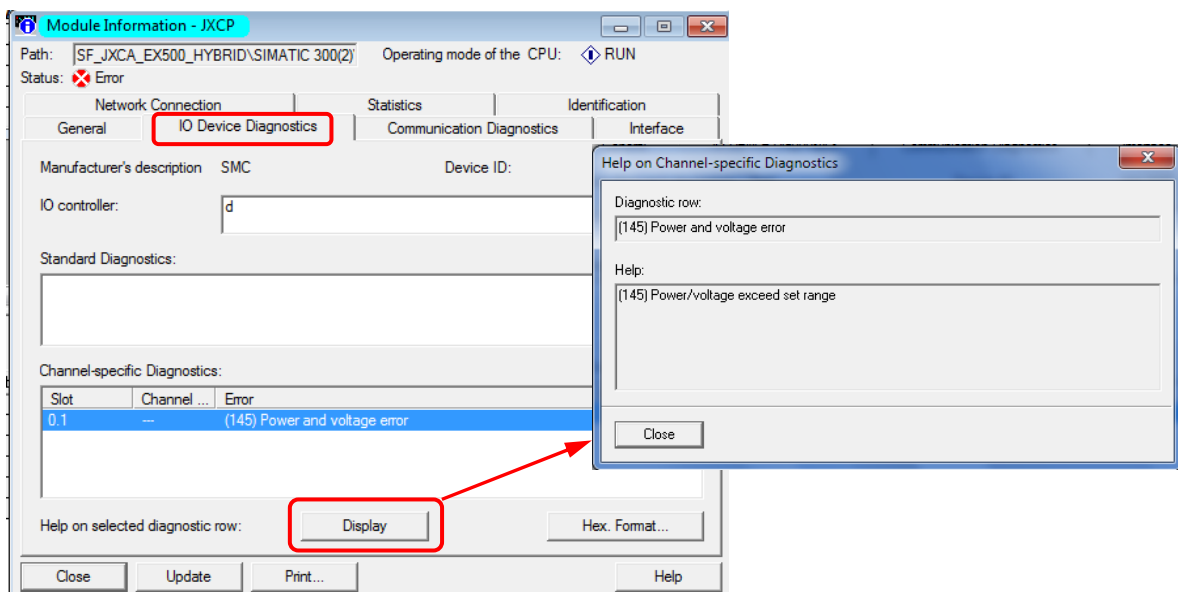 Module Information - JXCP
Path: SF_JXCA_EX500_HYBRID\SIMATIC 300(2)\ Operating mode of the CPU: RUN
Status: Error
Network Connection Statistics Identification
General IO Device Diagnostics Communication Diagnostics Interface
Manufacturer's description SMC Device ID:
IO controller: d
Standard Diagnostics:
Channel-specific Diagnostics:
Slot Channel ... Error
0.1 --- (145) Power and voltage error
Help on selected diagnostic row: Display Hex. Format...
Close Update Print... Help
Help on Channel-specific Diagnostics
Diagnostic row:
(145) Power and voltage error
Help:
(145) Power/voltage exceed set range
Close